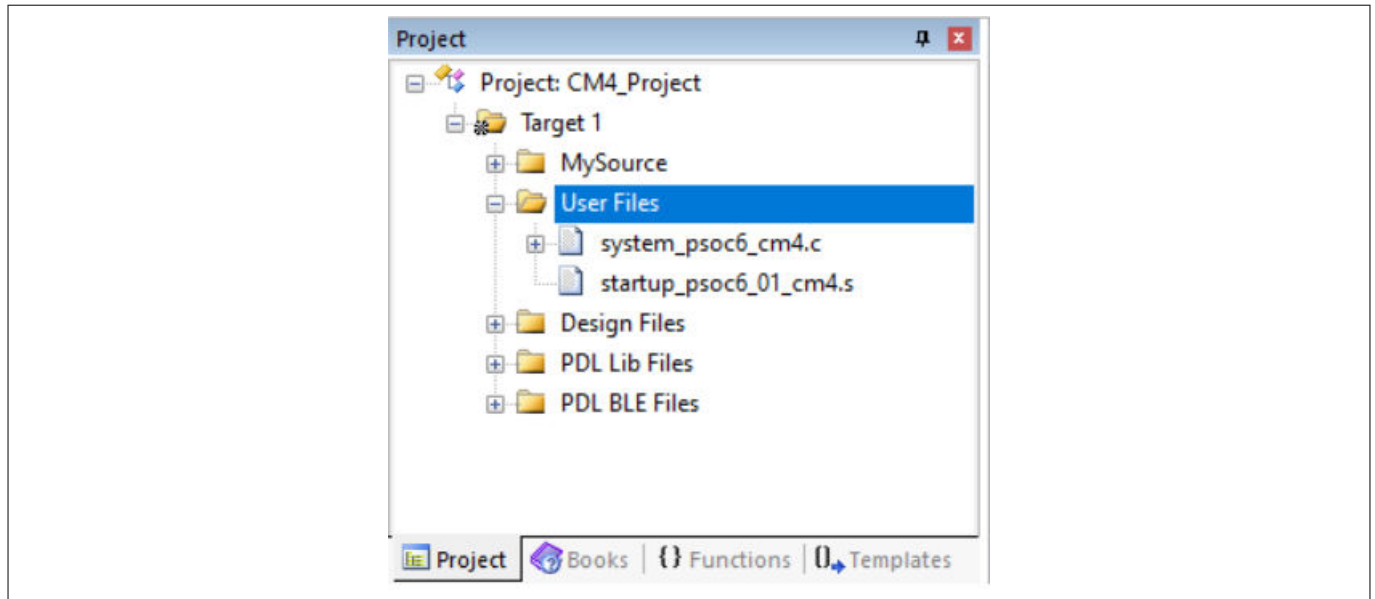 Project
Project: CM4_Project
Target 1
MySource
User Files
system_psoc6_cm4.c
startup_psoc6_01_cm4.s
Design Files
PDL Lib Files
PDL BLE Files
Project Books {} Functions Templates